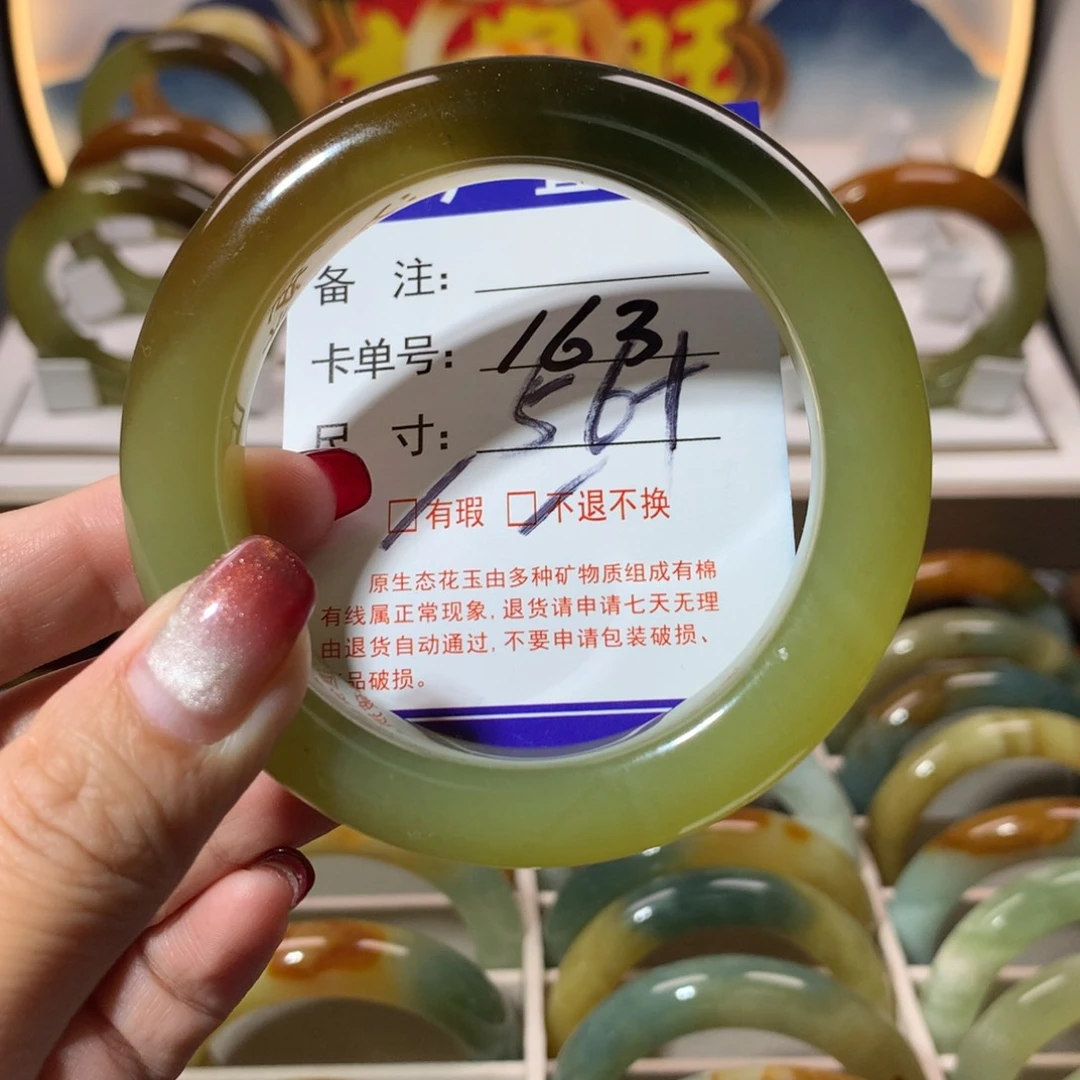 旺
备 注:
卡单号: 163
尺 寸: 561
□有瑕 □不退不换
原生态花玉由多种矿物质组成有棉
有线属正常现象,退货请申请七天无理
由退货自动通过,不要申请包装破损、
品破损。